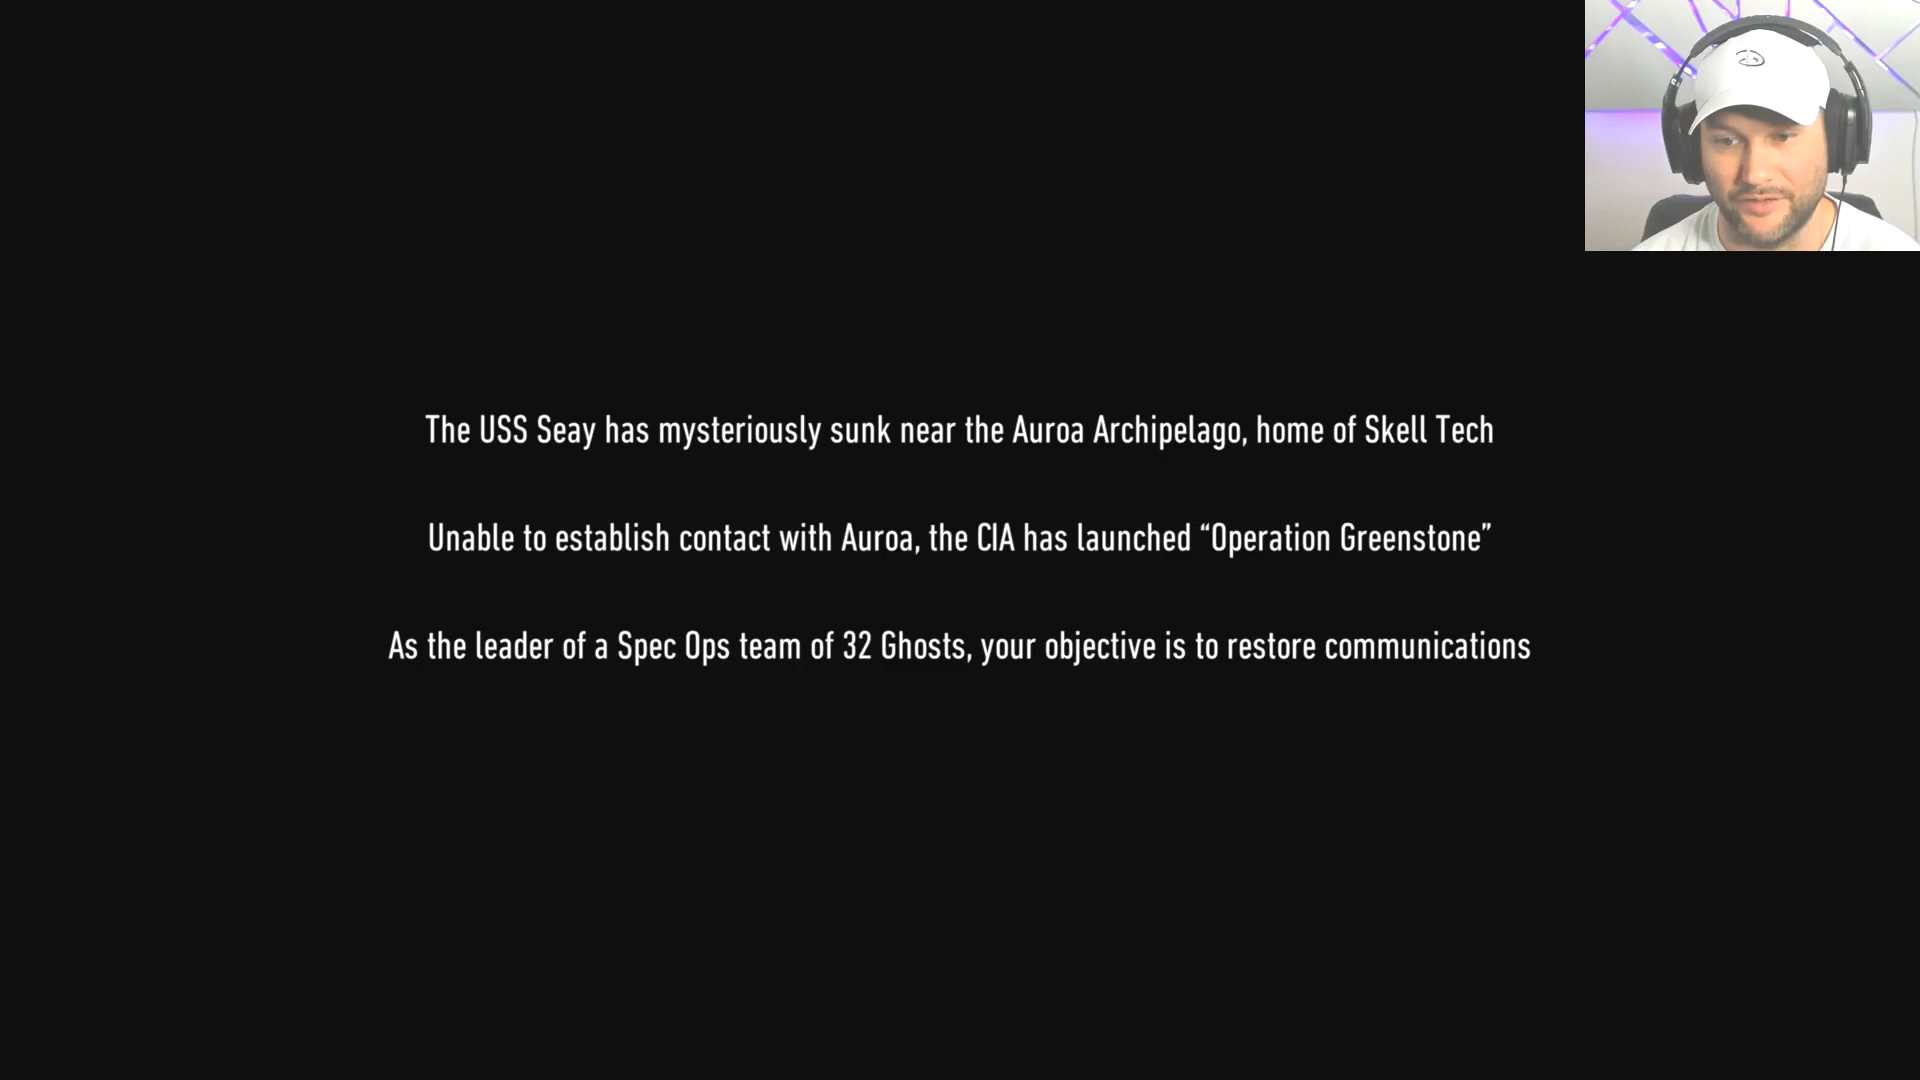 The USS Seay has mysteriously sunk near the Auroa Archipelago, home of Skell Tech
Unable to establish contact with Auroa, the CIA has launched “Operation Greenstone”
As the leader of a Spec Ops team of 32 Ghosts, your objective is to restore communications